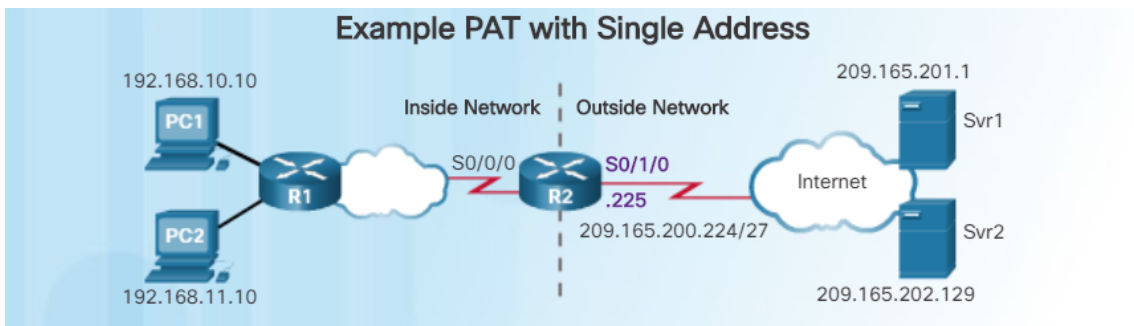 Example PAT with Single Address
192.168.10.10
209.165.201.1
Inside Network
Outside Network
PC1
Svr1
S0/0/0
S0/1/0
R1
R2
.225
Internet
PC2
209.165.200.224/27
Svr2
192.168.11.10
209.165.202.129